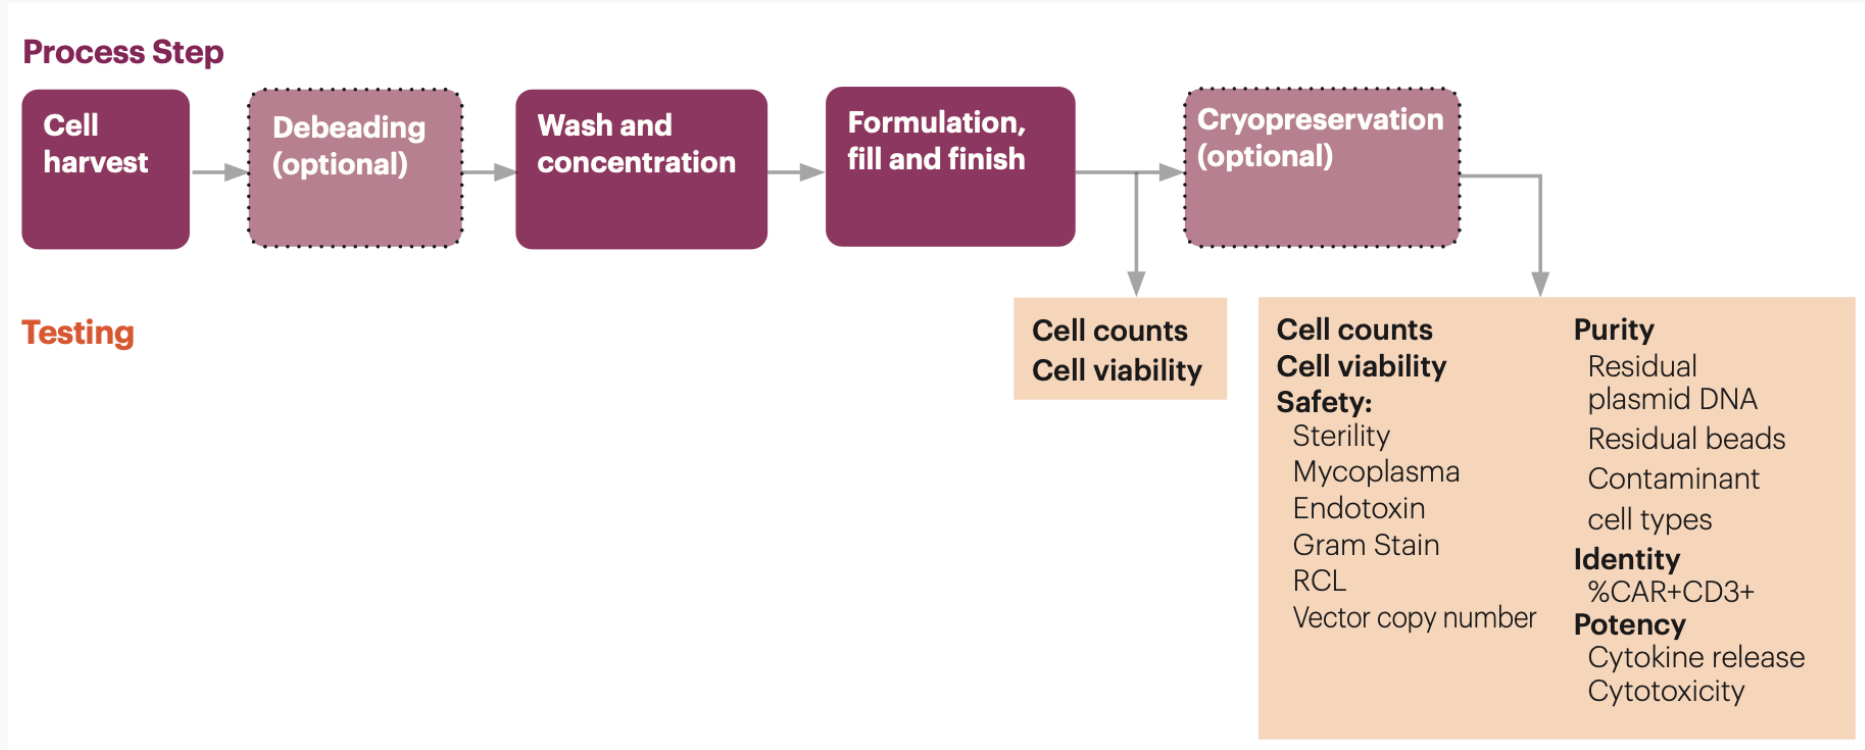 Process Step
Cell
harvest
Debeading
(optional)
Wash and
concentration
Formulation,
fill and finish
Cryopreservation
(optional)
Testing
Cell counts
Cell viability
Cell counts
Cell viability
Safety:
Sterility
Mycoplasma
Endotoxin
Gram Stain
RCL
Vector copy number
Purity
Residual
plasmid DNA
Residual beads
Contaminant
cell types
Identity
%CAR+CD3+
Potency
Cytokine release
Cytotoxicity